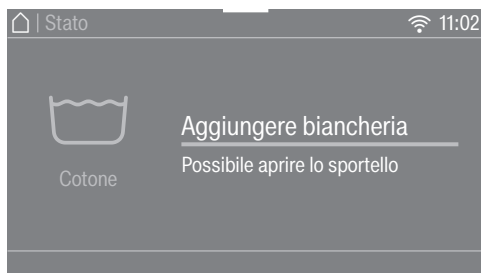 | Stato 11:02
Aggiungere biancheria
Possibile aprire lo sportello
Cotone